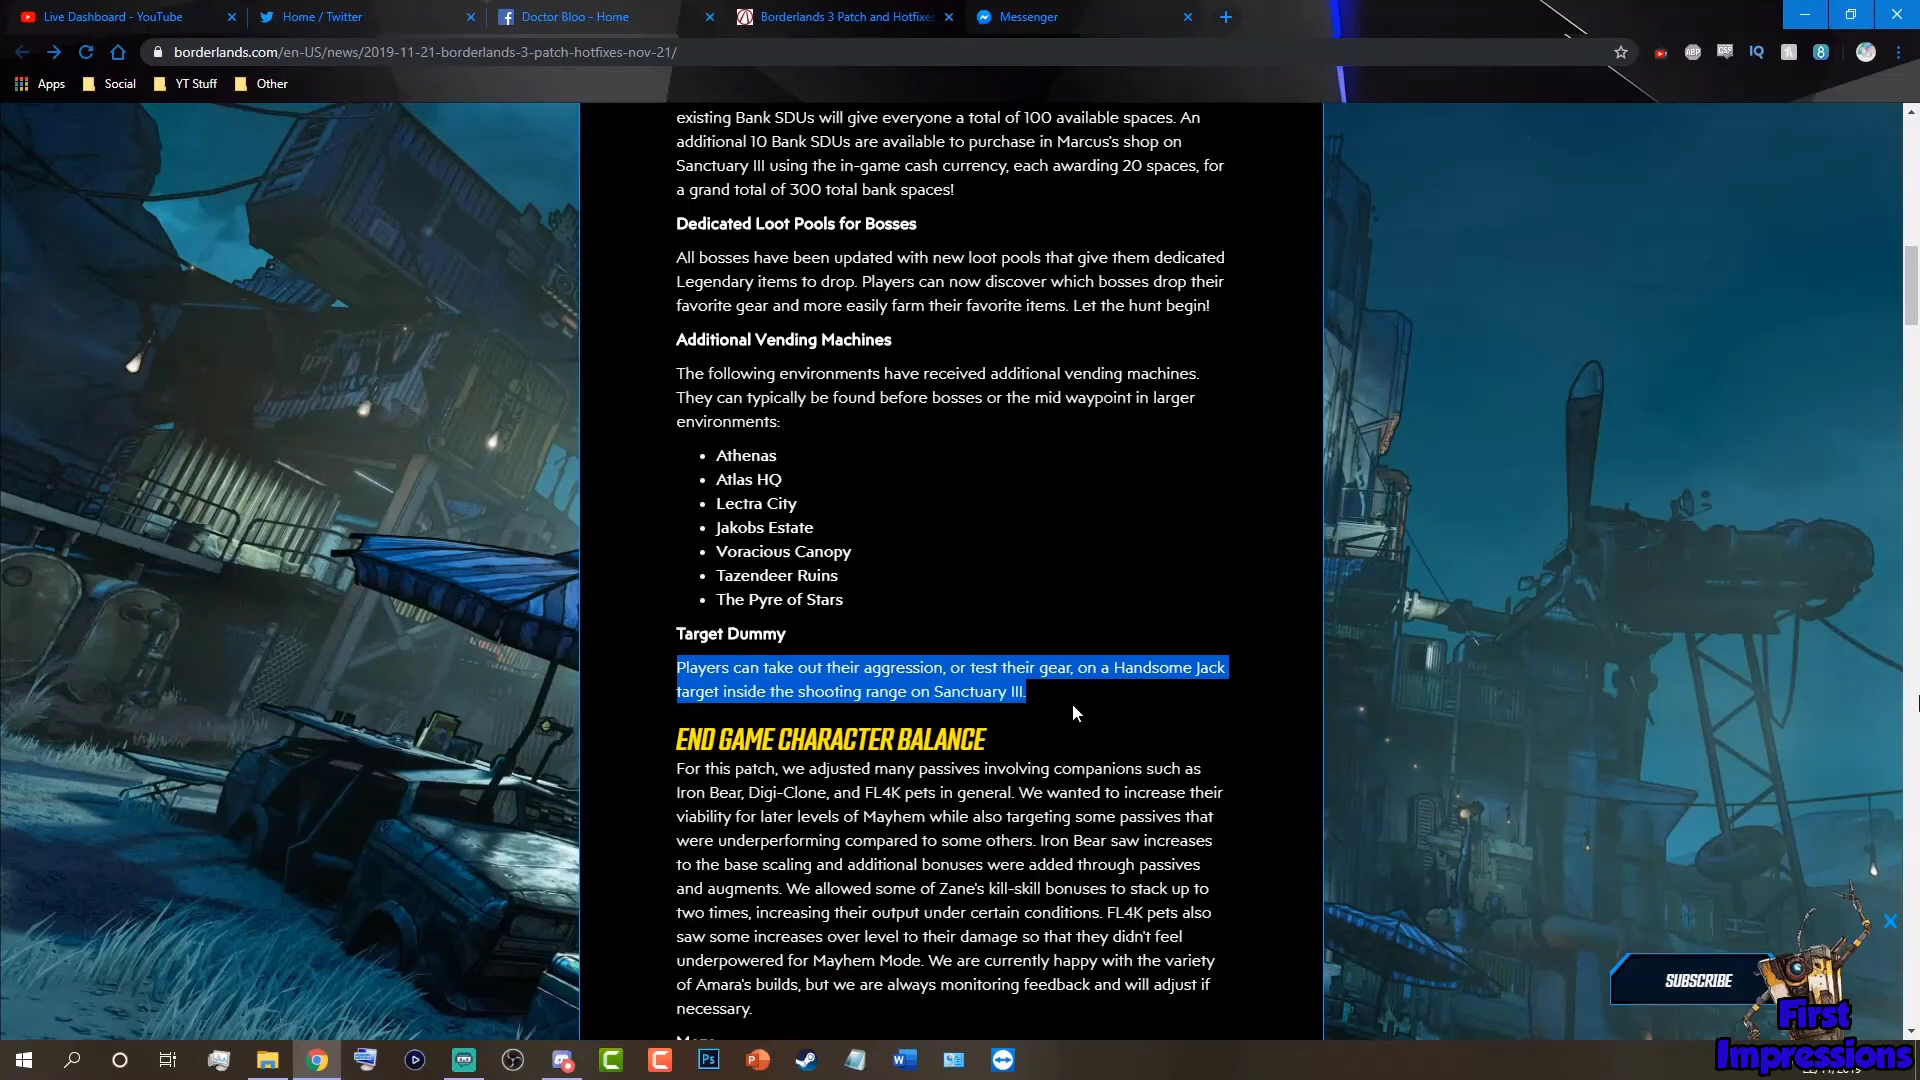 Live Dashboard - YouTube
Home / Twitter
Doctor Bloo - Home
Borderlands 3 Patch and Hotfixes
Messenger
borderlands.com/en-US/news/2019-11-21-borderlands-3-patch-hotfixes-nov-21/
Apps
Social
YT Stuff
Other
existing Bank SDUs will give everyone a total of 100 available spaces. An
additional 10 Bank SDUs are available to purchase in Marcus's shop on
Sanctuary III using the in-game cash currency, each awarding 20 spaces, for
a grand total of 300 total bank spaces!
Dedicated Loot Pools for Bosses
All bosses have been updated with new loot pools that give them dedicated
Legendary items to drop. Players can now discover which bosses drop their
favorite gear and more easily farm their favorite items. Let the hunt begin!
Additional Vending Machines
The following environments have received additional vending machines.
They can typically be found before bosses or the mid waypoint in larger
environments:
• Athenas
• Atlas HQ
• Lectra City
• Jakobs Estate
• Voracious Canopy
• Tazendeer Ruins
• The Pyre of Stars
Target Dummy
Players can take out their aggression, or test their gear, on a Handsome Jack
target inside the shooting range on Sanctuary III.
END GAME CHARACTER BALANCE
For this patch, we adjusted many passives involving companions such as
Iron Bear, Digi-Clone, and FL4K pets in general. We wanted to increase their
viability for later levels of Mayhem while also targeting some passives that
were underperforming compared to some others. Iron Bear saw increases
to the base scaling and additional bonuses were added through passives
and augments. We allowed some of Zane's kill-skill bonuses to stack up to
two times, increasing their output under certain conditions. FL4K pets also
saw some increases over level to their damage so that they didn't feel
underpowered for Mayhem Mode. We are currently happy with the variety
of Amara's builds, but we are always monitoring feedback and will adjust if
necessary.
SUBSCRIBE
First
Impressions